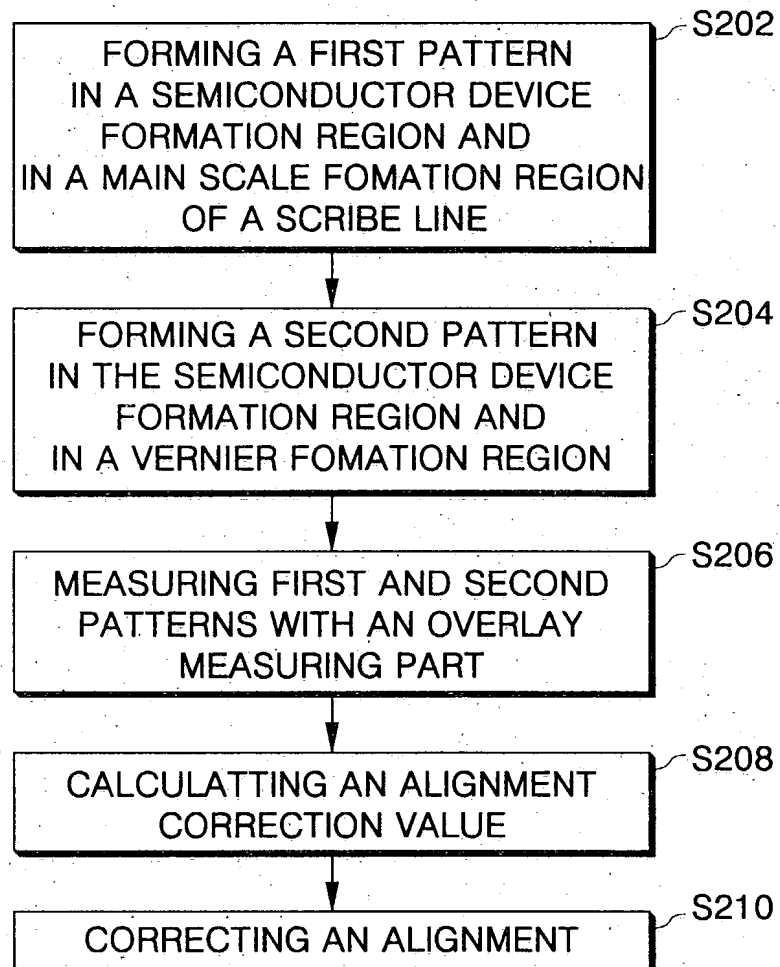 S202
FORMING A FIRST PATTERN
IN A SEMICONDUCTOR DEVICE
FORMATION REGION AND
IN A MAIN SCALE FOMATION REGION
OF A SCRIBE LINE
S204
FORMING A SECOND PATTERN
IN THE SEMICONDUCTOR DEVICE
FORMATION REGION AND
IN A VERNIER FOMATION REGION
S206
MEASURING FIRST AND SECOND
PATTERNS WITH AN OVERLAY
MEASURING PART
S208
CALCULATTING AN ALIGNMENT
CORRECTION VALUE
S210
CORRECTING AN ALIGNMENT